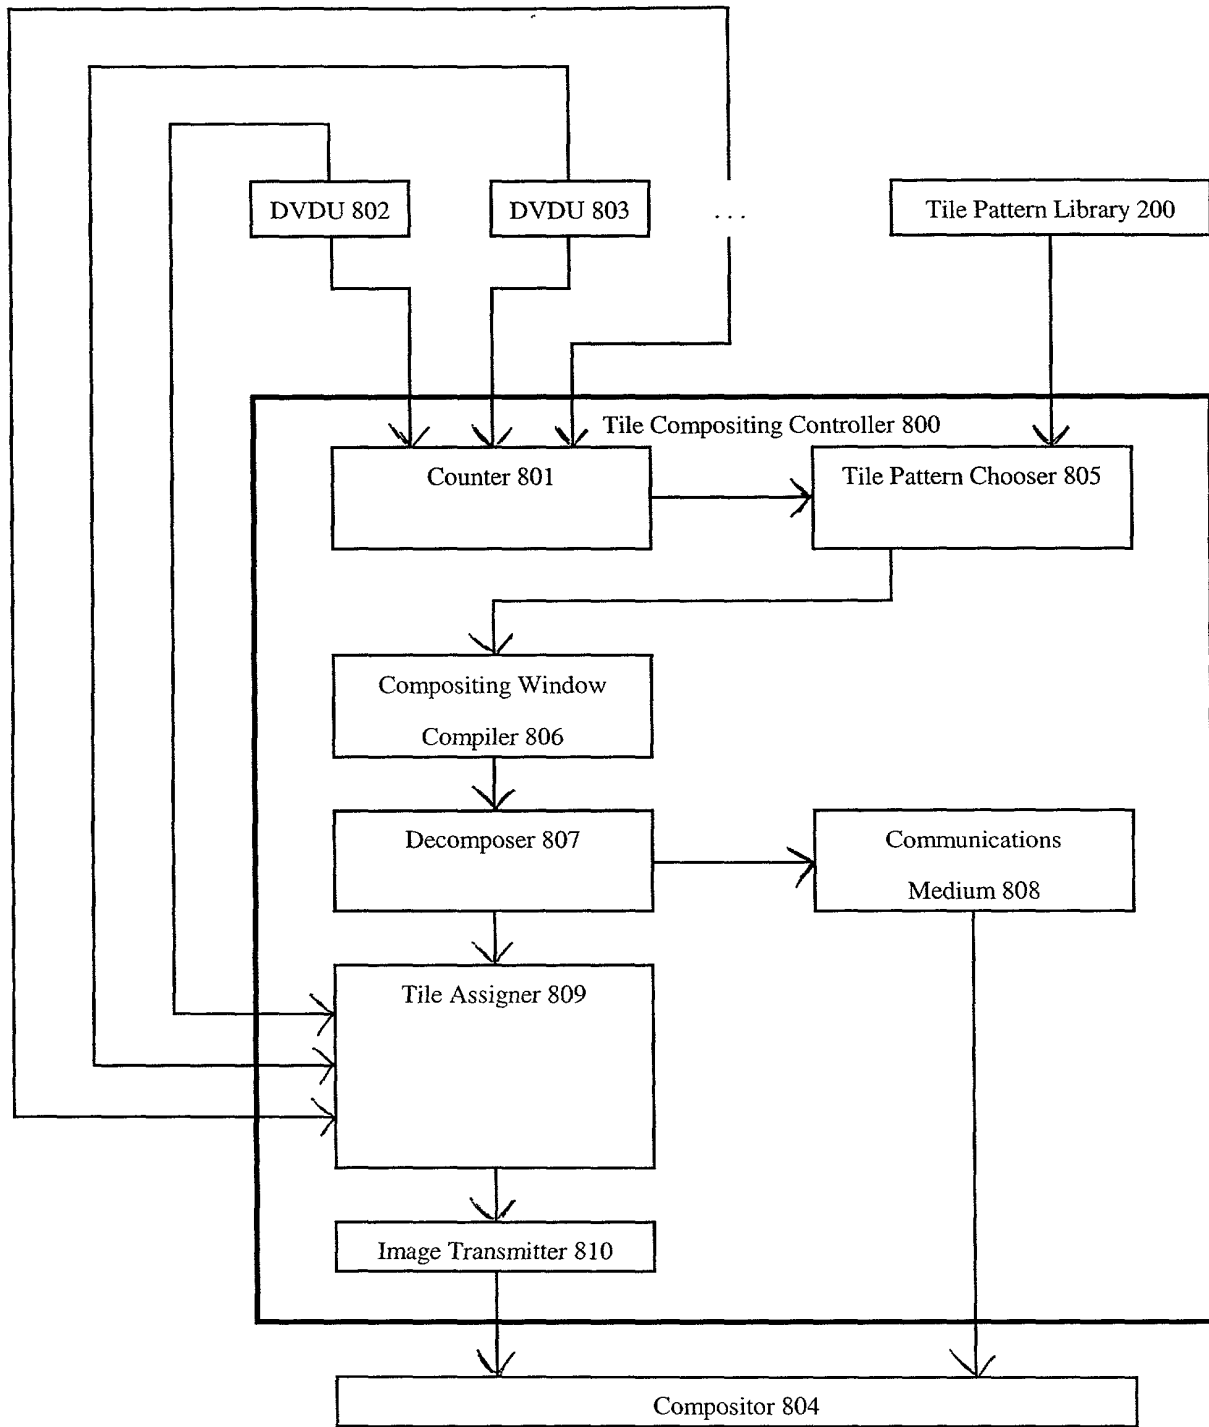 DVDU 802
DVDU 803
...
Tile Pattern Library 200
Tile Compositing Controller 800
Counter 801
Tile Pattern Chooser 805
Compositing Window
Compiler 806
Decomposer 807
Communications
Medium 808
Tile Assigner 809
Image Transmitter 810
Compositor 804